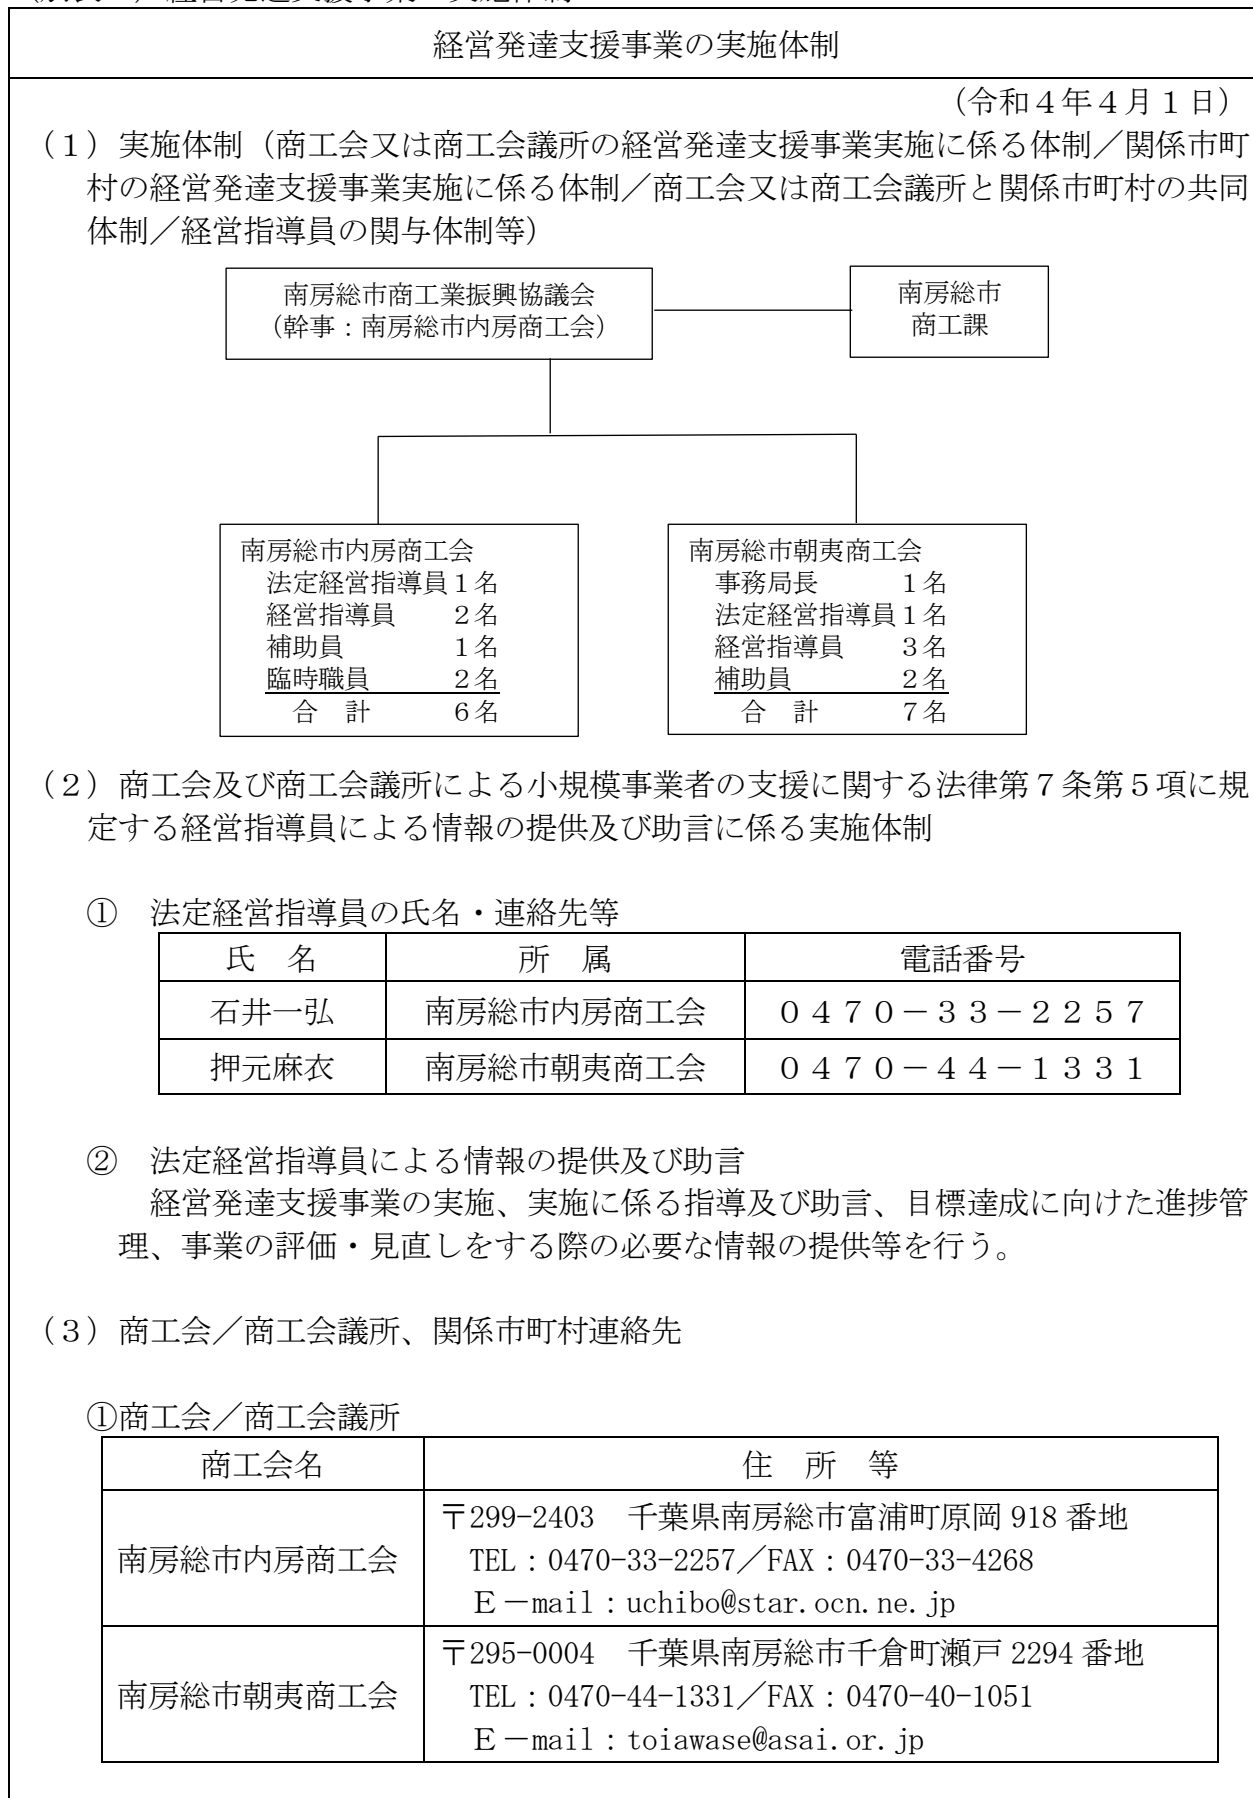 経営発達支援事業の実施体制
(令和４年４月１日)
（１）実施体制（商工会又は商工会議所の経営発達支援事業実施に係る体制／関係市町
村の経営発達支援事業実施に係る体制／商工会又は商工会議所と関係市町村の共同
体制／経営指導員の関与体制等）
南房総市商工業振興協議会
（幹事：南房総市内房商工会）
南房総市
商工課
南房総市内房商工会
法定経営指導員１名
経営指導員　　２名
補助員　　　　１名
臨時職員　　　２名
合　計　　６名
南房総市朝夷商工会
事務局長　　　１名
法定経営指導員１名
経営指導員　　３名
補助員　　　　２名
合　計　　７名
（２）商工会及び商工会議所による小規模事業者の支援に関する法律第７条第５項に規
定する経営指導員による情報の提供及び助言に係る実施体制
①　法定経営指導員の氏名・連絡先等
氏　名　所　属　電話番号
石井一弘　南房総市内房商工会　０４７０－３３－２２５７
押元麻衣　南房総市朝夷商工会　０４７０－４４－１３３１
②　法定経営指導員による情報の提供及び助言
経営発達支援事業の実施、実施に係る指導及び助言、目標達成に向けた進捗管
理、事業の評価・見直しをする際の必要な情報の提供等を行う。
（３）商工会／商工会議所、関係市町村連絡先
①商工会／商工会議所
商工会名　住　所　等
南房総市内房商工会
〒299-2403　千葉県南房総市富浦町原岡 918 番地
TEL：0470-33-2257／FAX：0470-33-4268
Ｅ－mail：uchibo@star.ocn.ne.jp
南房総市朝夷商工会
〒295-0004　千葉県南房総市千倉町瀬戸 2294 番地
TEL：0470-44-1331／FAX：0470-40-1051
Ｅ－mail：toiawase@asai.or.jp